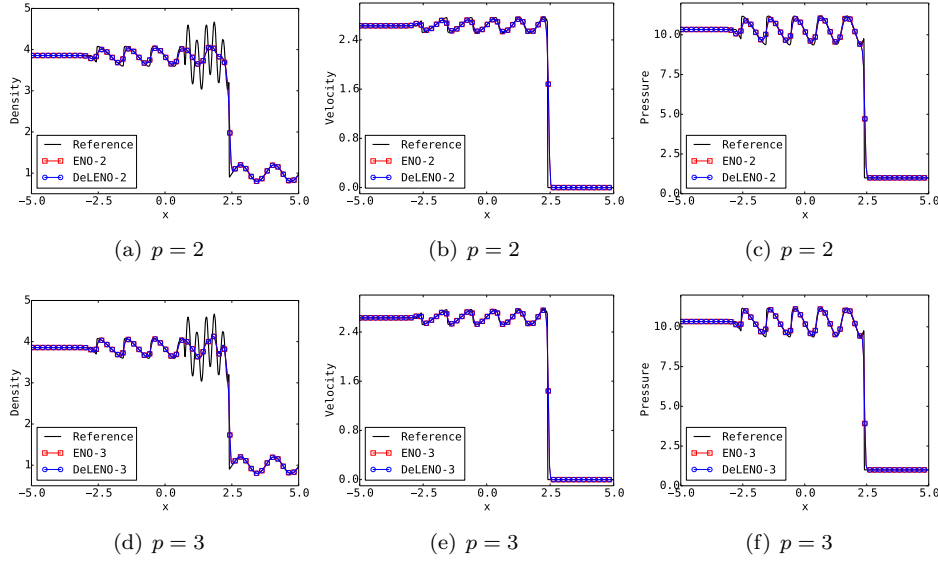 5
4
3
2
1
Density
Reference
ENO-2
DeLENO-2
−5.0
−2.5
0.0
2.5
5.0
x
(a) p = 2
2.4
1.6
0.8
0.0
Velocity
Reference
ENO-2
DeLENO-2
−5.0
−2.5
0.0
2.5
5.0
x
(b) p = 2
10.0
7.5
5.0
2.5
0.0
Pressure
Reference
ENO-2
DeLENO-2
−5.0
−2.5
0.0
2.5
5.0
x
(c) p = 2
5
4
3
2
1
Density
Reference
ENO-3
DeLENO-3
−5.0
−2.5
0.0
2.5
5.0
x
(d) p = 3
2.4
1.6
0.8
0.0
Velocity
Reference
ENO-3
DeLENO-3
−5.0
−2.5
0.0
2.5
5.0
x
(e) p = 3
10.0
7.5
5.0
2.5
0.0
Pressure
Reference
ENO-3
DeLENO-3
−5.0
−2.5
0.0
2.5
5.0
x
(f) p = 3